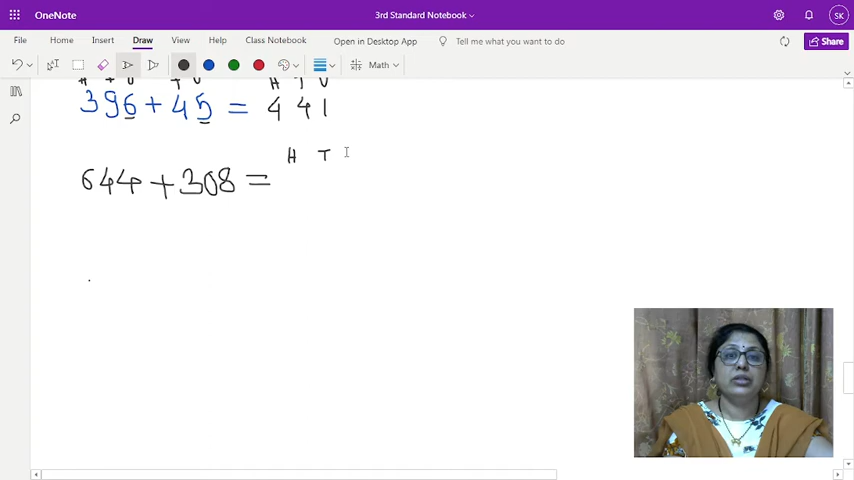 OneNote
3rd Standard Notebook
SK
File Home Insert Draw View Help Class Notebook Open in Desktop App Tell me what you want to do Share
Math
H T U T U H T U
396 + 45 = 441
H T
644 + 308 =